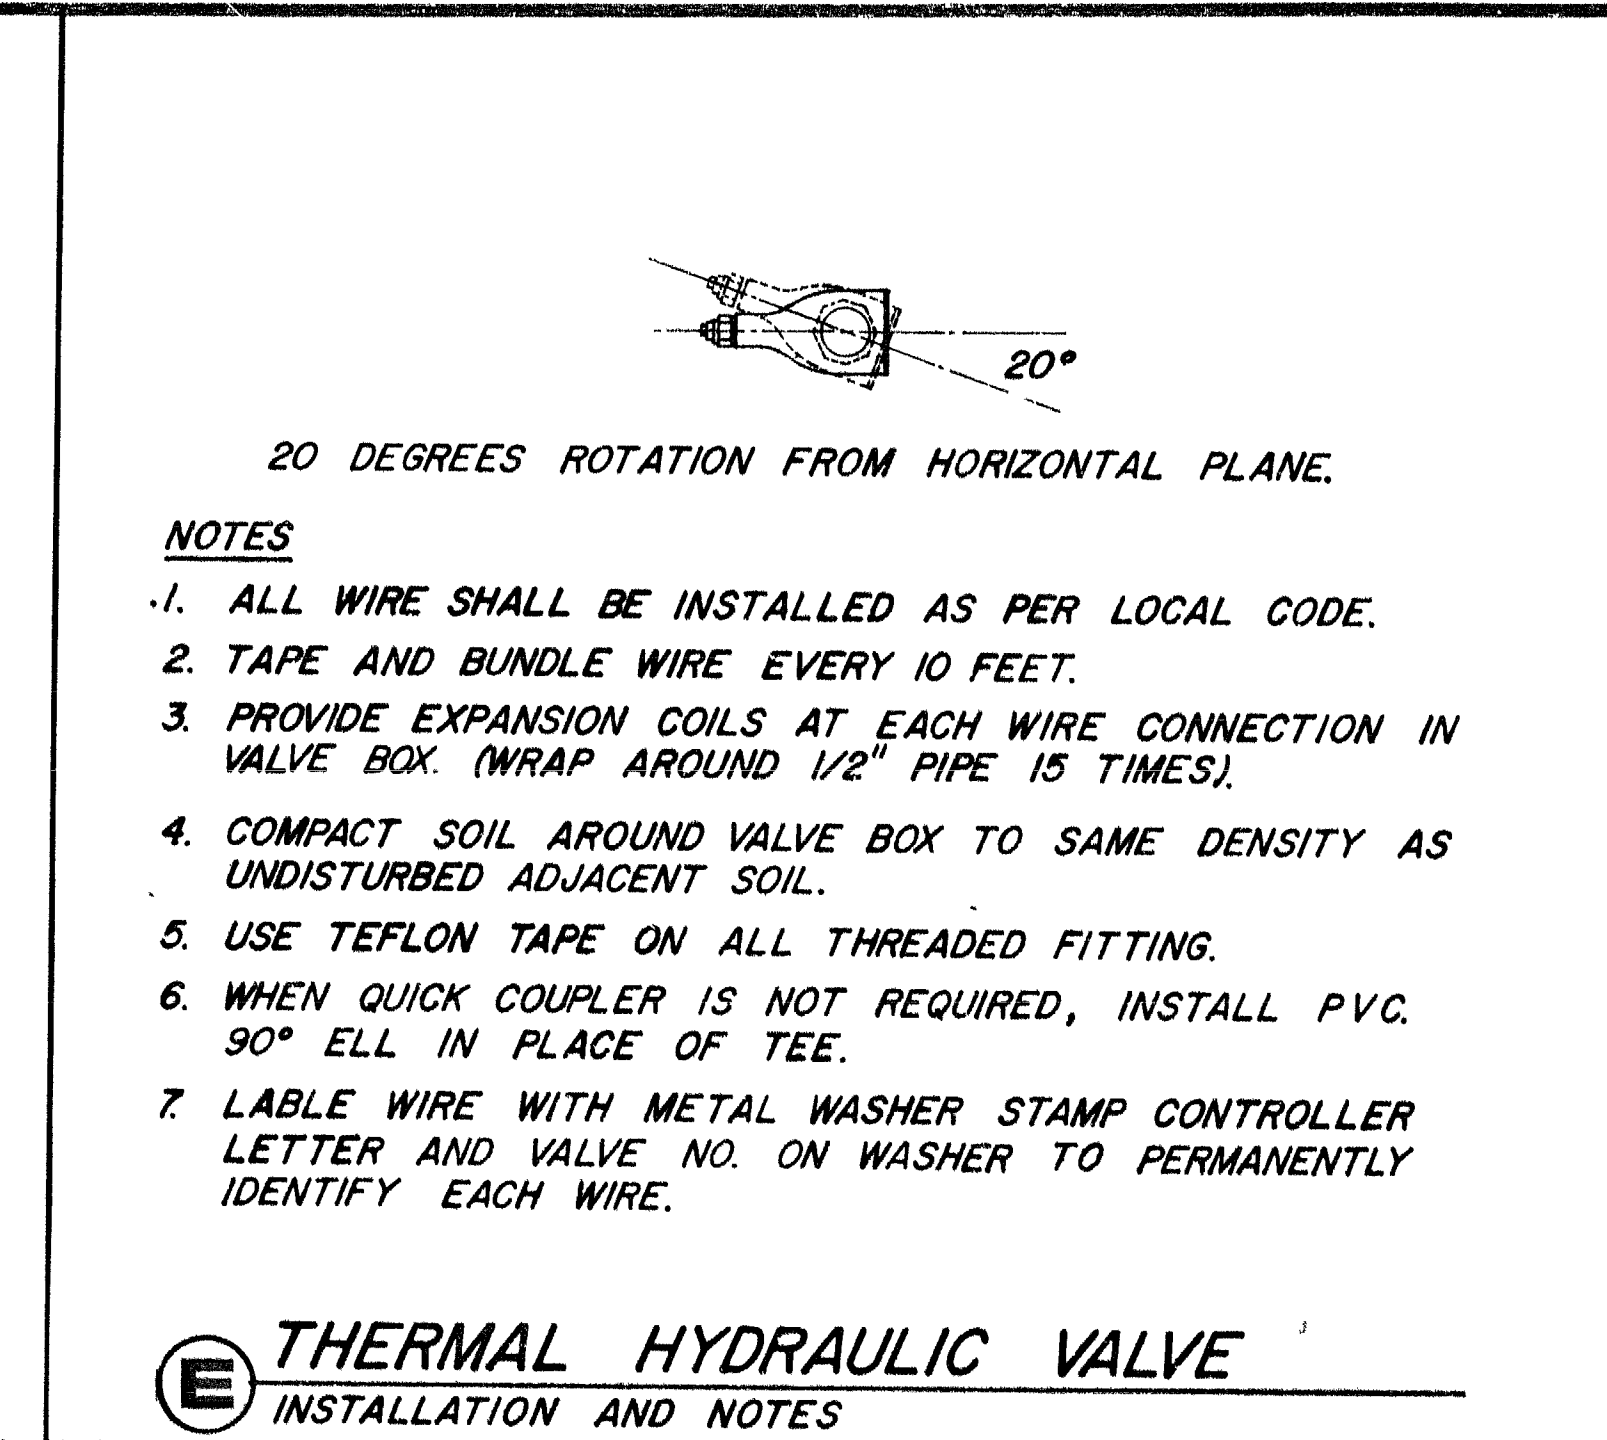 20°
20 DEGREES ROTATION FROM HORIZONTAL PLANE.
NOTES
1. ALL WIRE SHALL BE INSTALLED AS PER LOCAL CODE.
2. TAPE AND BUNDLE WIRE EVERY 10 FEET.
3. PROVIDE EXPANSION COILS AT EACH WIRE CONNECTION IN
VALVE BOX. (WRAP AROUND 1/2" PIPE 15 TIMES).
4. COMPACT SOIL AROUND VALVE BOX TO SAME DENSITY AS
UNDISTURBED ADJACENT SOIL.
5. USE TEFLON TAPE ON ALL THREADED FITTING.
6. WHEN QUICK COUPLER IS NOT REQUIRED, INSTALL PVC.
90° ELL IN PLACE OF TEE.
7. LABLE WIRE WITH METAL WASHER STAMP CONTROLLER
LETTER AND VALVE NO. ON WASHER TO PERMANENTLY
IDENTIFY EACH WIRE.
E THERMAL HYDRAULIC VALVE
INSTALLATION AND NOTES